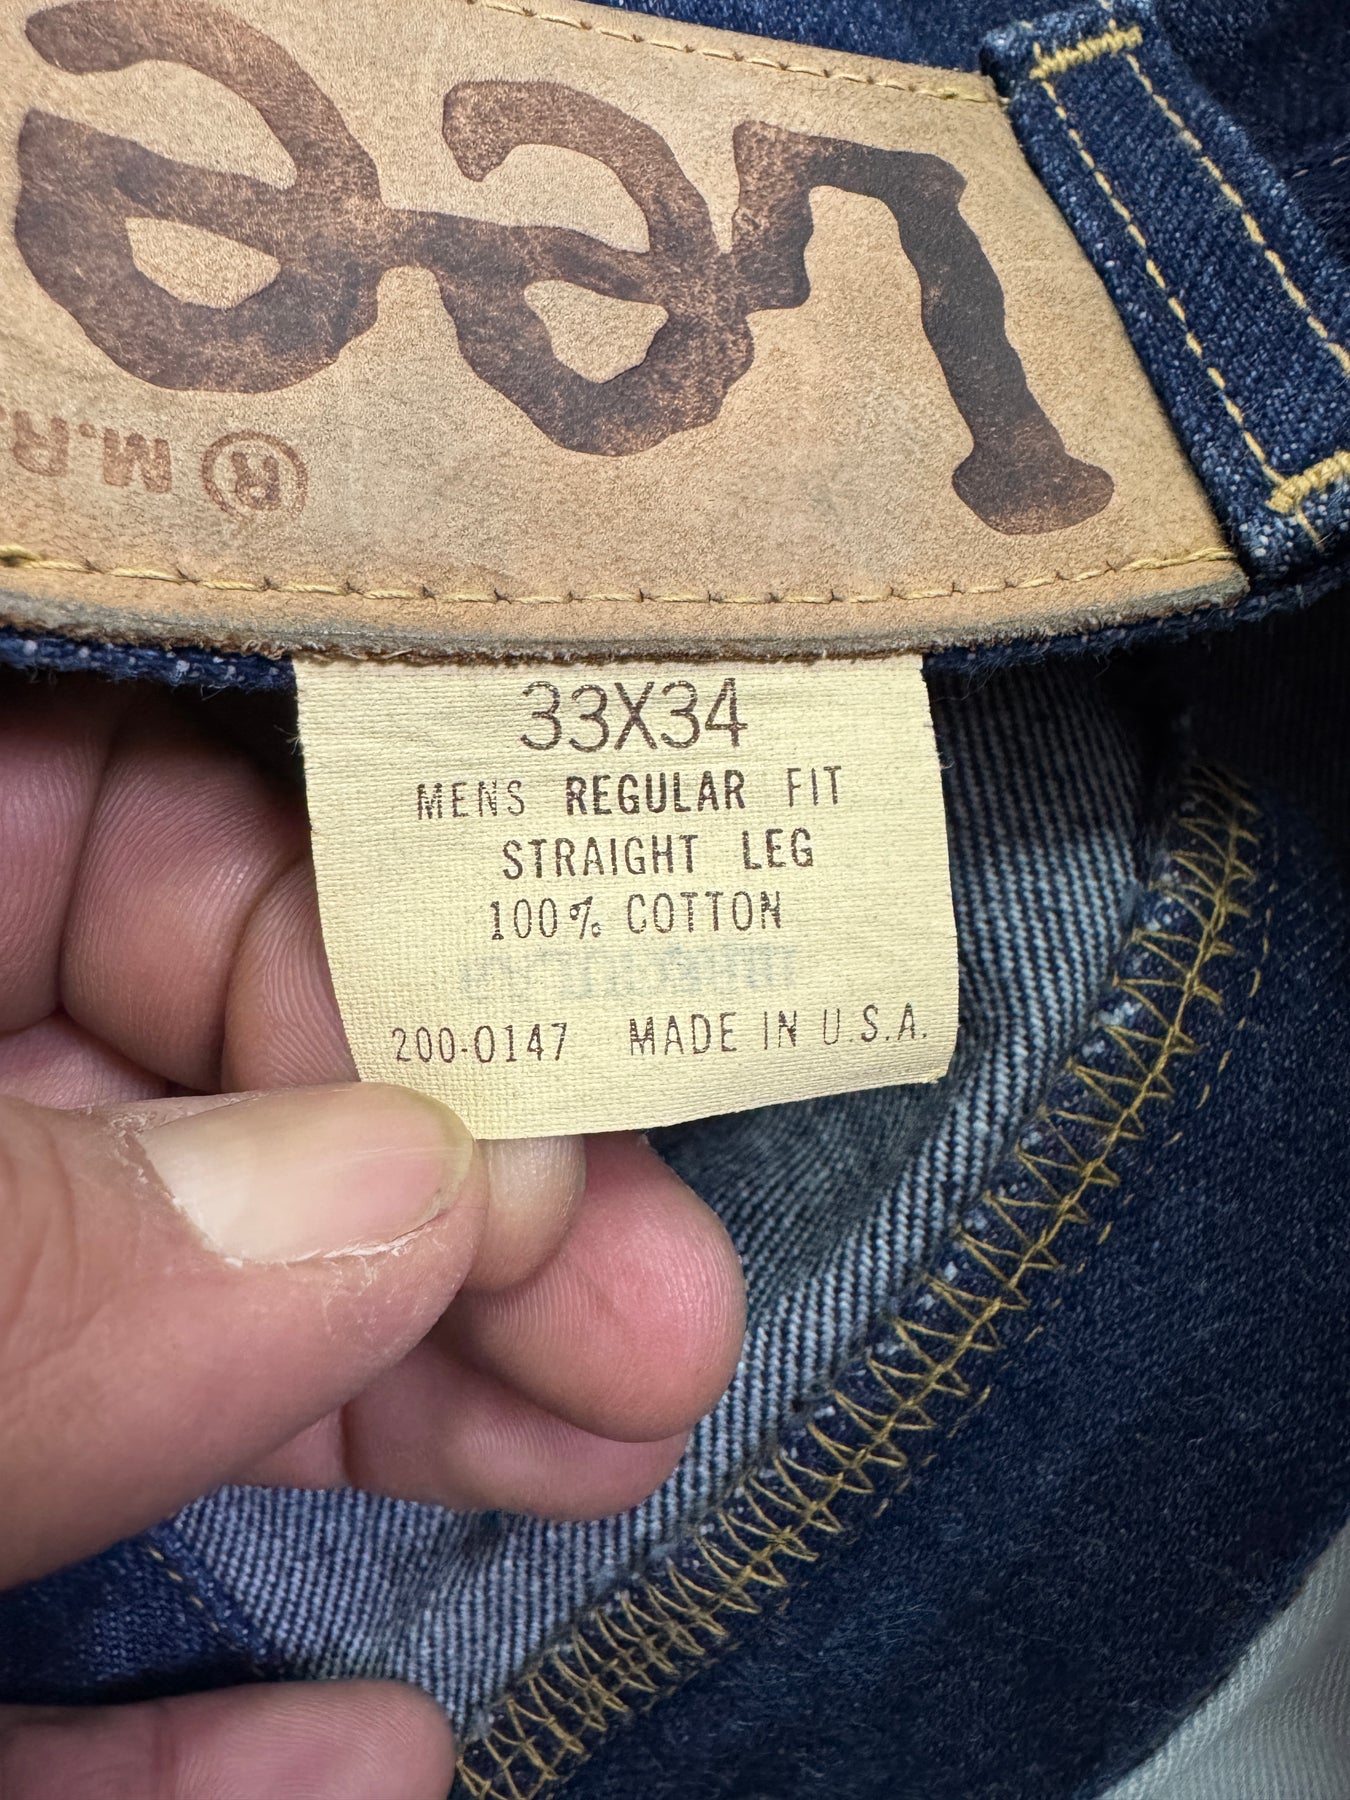 Lee
® M.R.
33X34
MENS REGULAR FIT
STRAIGHT LEG
100% COTTON
200-0147 MADE IN U.S.A.